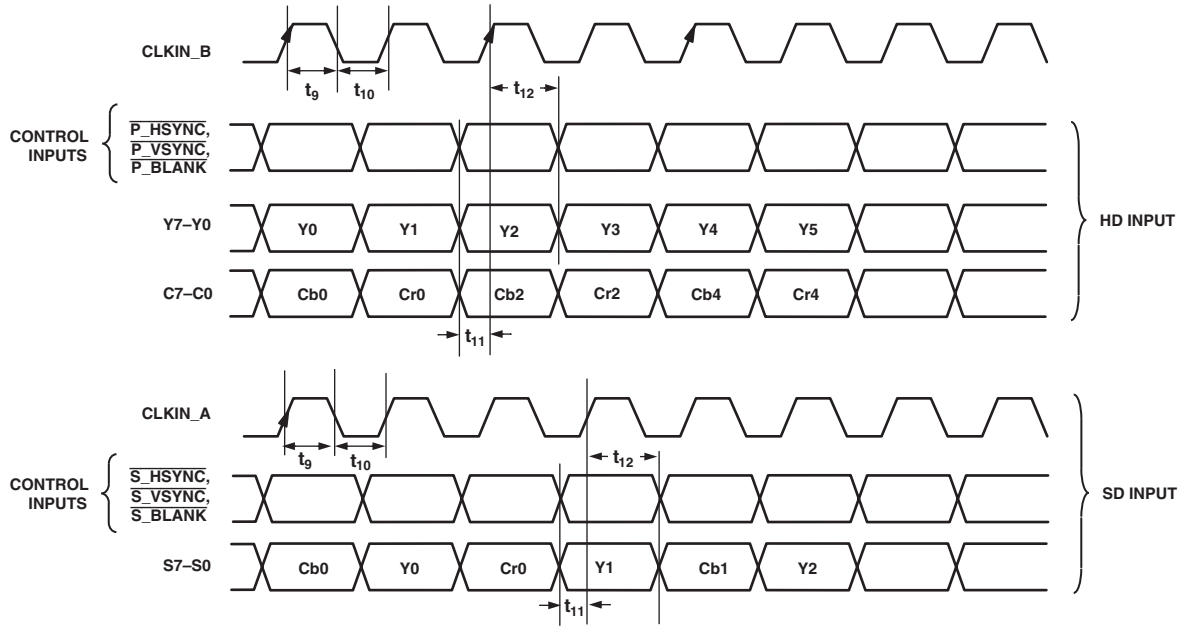 CLKIN_B
t9 t10 t12
CONTROL INPUTS
P_HSYNC,
P_VSYNC,
P_BLANK
Y7–Y0 Y0 Y1 Y2 Y3 Y4 Y5
HD INPUT
C7–C0 Cb0 Cr0 Cb2 Cr2 Cb4 Cr4
t11
CLKIN_A
t9 t10 t12
CONTROL INPUTS
S_HSYNC,
S_VSYNC,
S_BLANK
SD INPUT
S7–S0 Cb0 Y0 Cr0 Y1 Cb1 Y2
t11